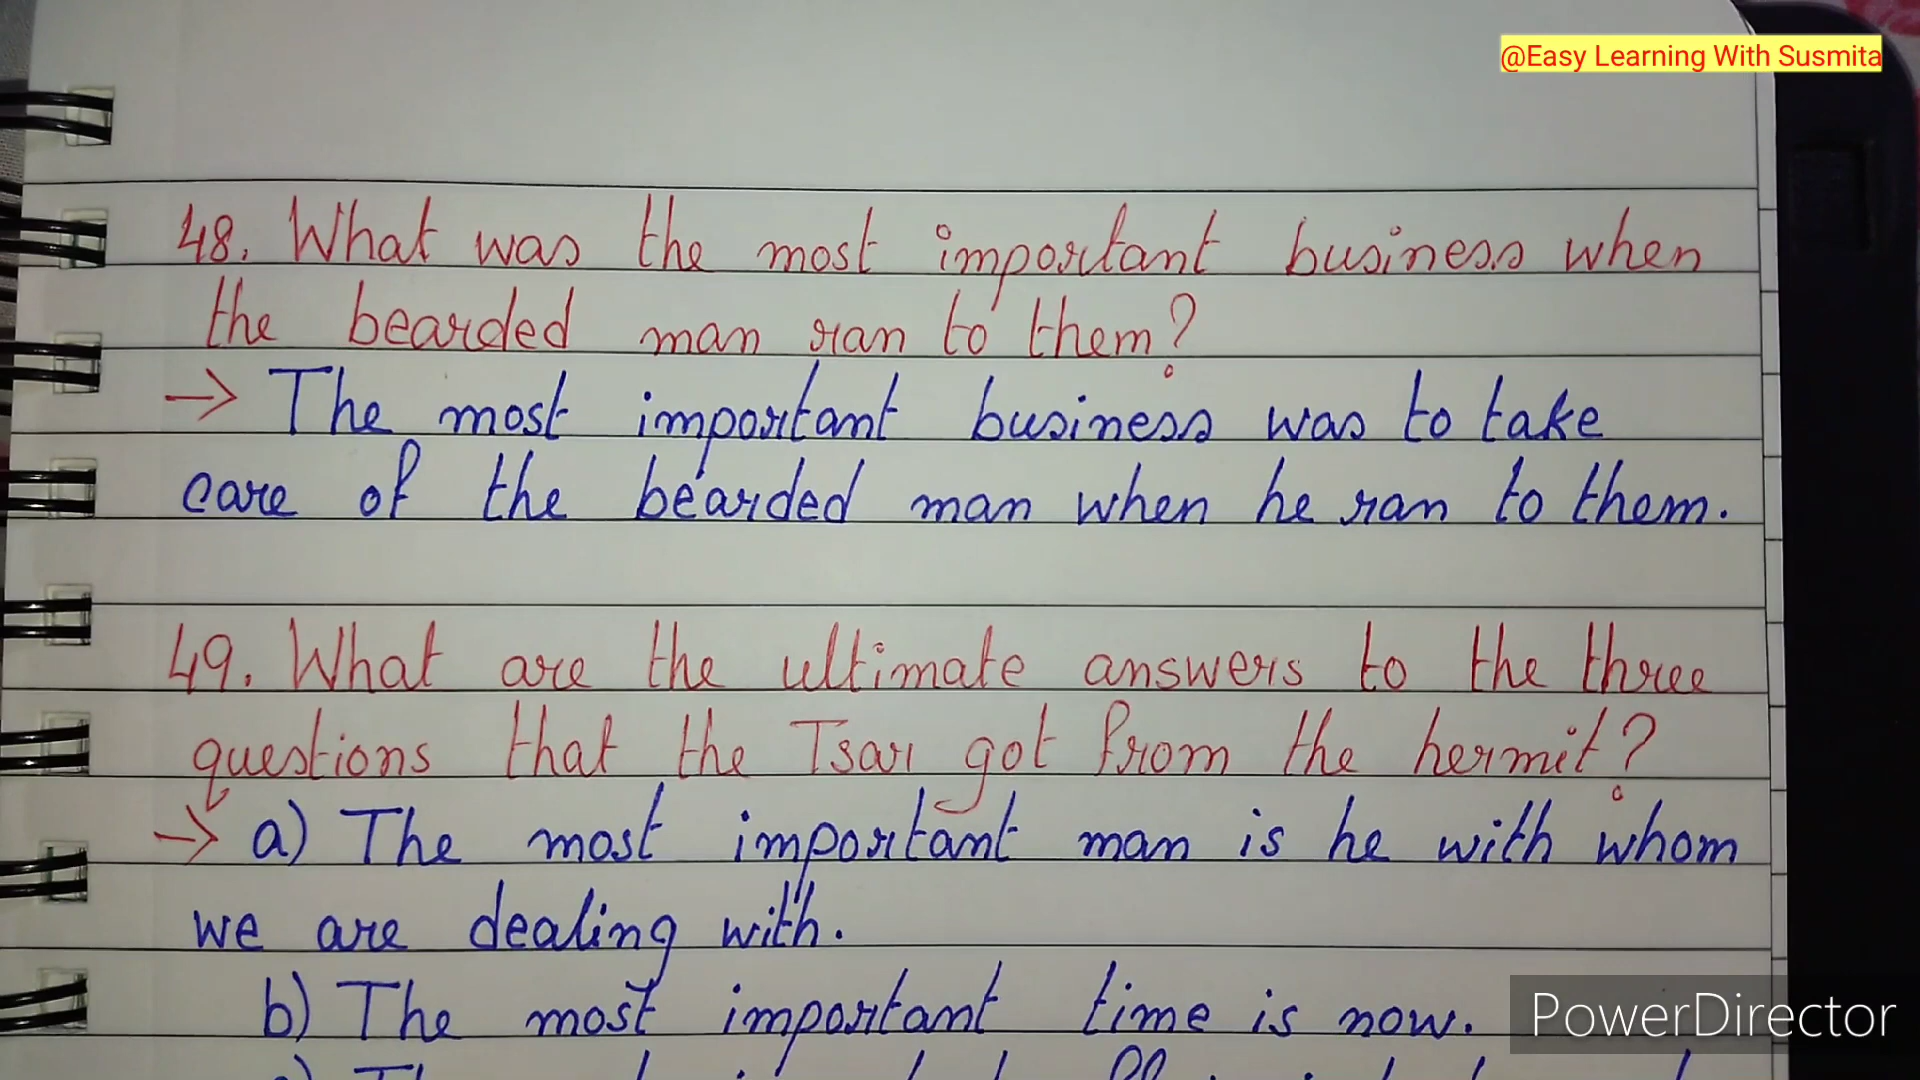 @Easy Learning With Susmita
48. What was the most important business when
the bearded man ran to them?
→ The most important business was to take
care of the bearded man when he ran to them.
49. What are the ultimate answers to the three
questions that the Tsar got from the hermit?
→ a) The most important man is he with whom
we are dealing with.
b) The most important time is now.
PowerDirector